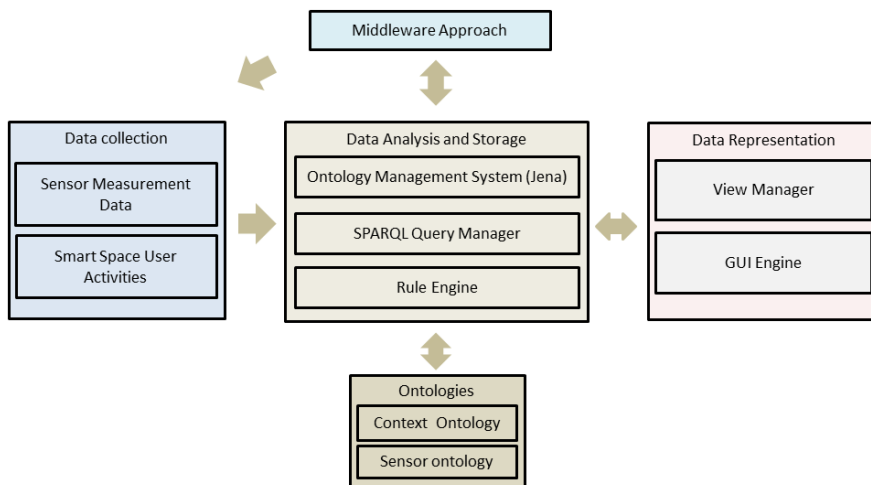 Middleware Approach
Data collection
Sensor Measurement
Data
Smart Space User
Activities
Data Analysis and Storage
Ontology Management System (Jena)
SPARQL Query Manager
Rule Engine
Data Representation
View Manager
GUI Engine
Ontologies
Context Ontology
Sensor ontology